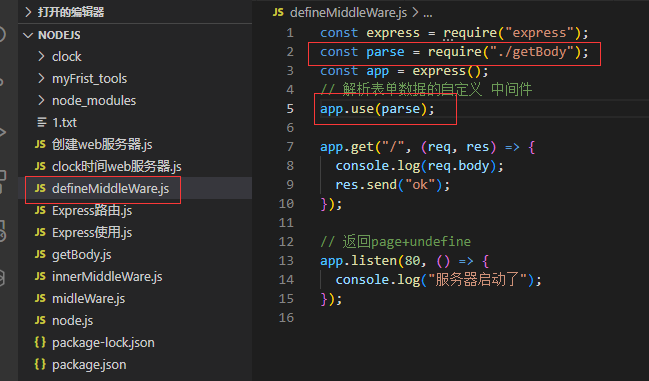 打开的编辑器
NODEJS
clock
myFrist_tools
node_modules
1.txt
JS 创建web服务器.js
JS clock时间web服务器.js
JS defineMiddleWare.js
JS Express路由.js
JS Express使用.js
JS getBody.js
JS innerMiddleWare.js
JS midleWare.js
JS node.js
{} package-lock.json
{} package.json
JS defineMiddleWare.js > ...
1 const express = require("express");
2 const parse = require("./getBody");
3 const app = express();
4 // 解析表单数据的自定义 中间件
5 app.use(parse);
6
7 app.get("/", (req, res) => {
8 console.log(req.body);
9 res.send("ok");
10 });
11
12 // 返回page+undefine
13 app.listen(80, () => {
14 console.log("服务器启动了");
15 });
16